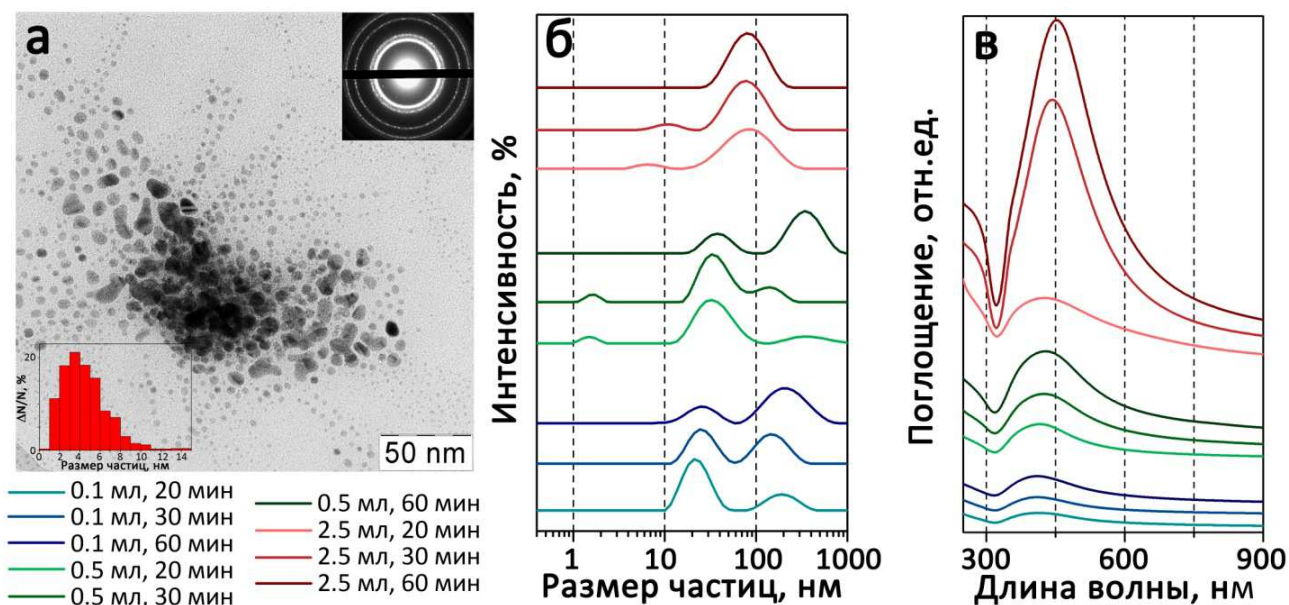 а
20
0
ΔN/N, %
0 2 4 6 8 10 12 14
Размер частиц, нм
50 nm
0.1 мл, 20 мин
0.1 мл, 30 мин
0.1 мл, 60 мин
0.5 мл, 20 мин
0.5 мл, 30 мин
0.5 мл, 60 мин
2.5 мл, 20 мин
2.5 мл, 30 мин
2.5 мл, 60 мин
б
Интенсивность, %
1 10 100 1000
Размер частиц, нм
в
Поглощение, отн.ед.
300 600 900
Длина волны, нм